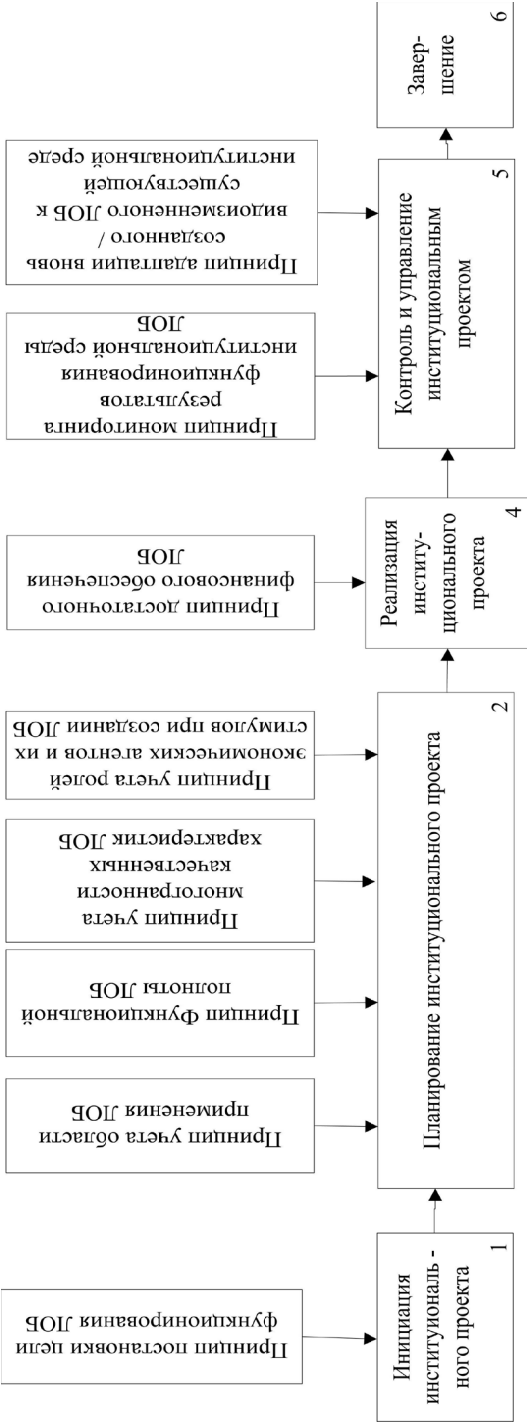 Принцип постановки цели
функционирования ЛОБ
Принцип учета области
применения ЛОБ
Принцип Функциональной
полноты ЛОБ
Принцип учета
многогранности
качественных
характеристик ЛОБ
Принцип учета ролей
экономических агентов и их
стимулов при создании ЛОБ
Принцип достаточного
финансового обеспечения
ЛОБ
Принцип мониторинга
результатов
функционирования
институциональной среды
ЛОБ
Принцип адаптации вновь
созданного /
видоизмененного ЛОБ к
существующей
институциональной среде
Инициация
институиональ -
ного проекта
1
Планирование институционального проекта
2
Реализация
институ-
ционального
проекта
4
Контроль и управление
институциональным
проектом
5
Завер-
шение
6